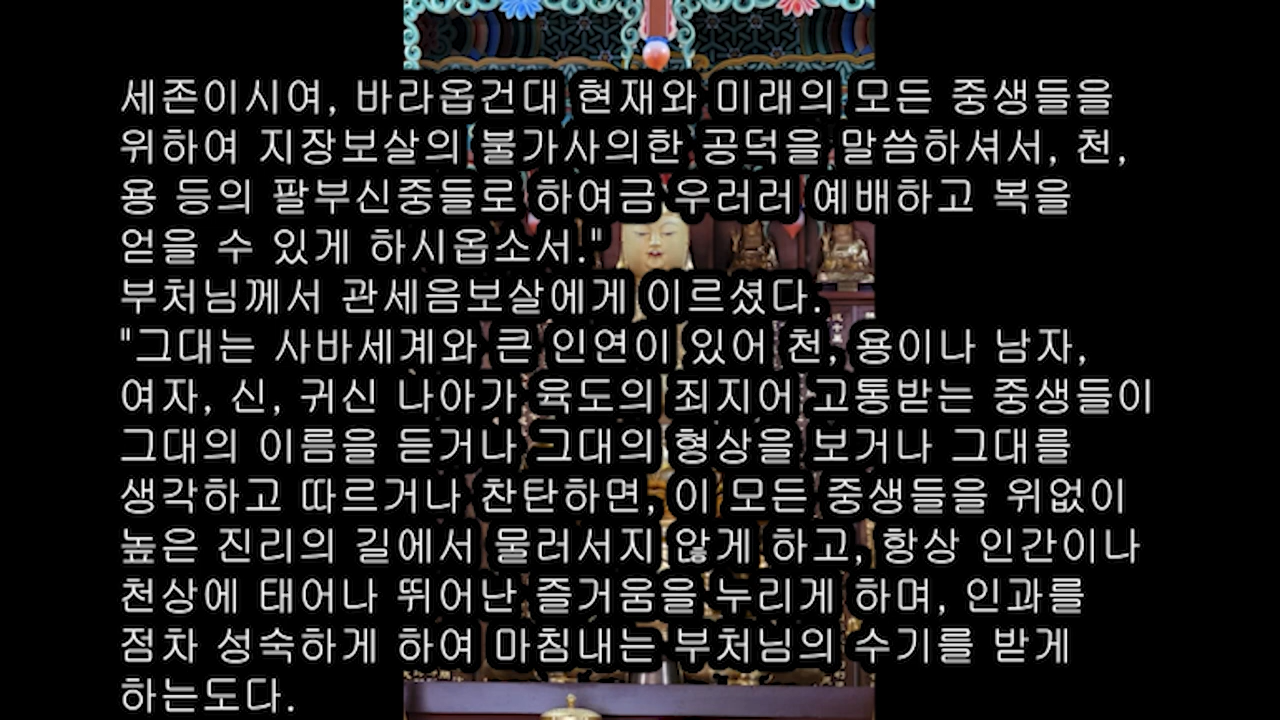 세존이시여, 바라옵건대 현재와 미래의 모든 중생들을
위하여 지장보살의 불가사의한 공덕을 말씀하셔서, 천,
용 등의 팔부신중들로 하여금 우러러 예배하고 복을
얻을 수 있게 하시옵소서."
부처님께서 관세음보살에게 이르셨다.
"그대는 사바세계와 큰 인연이 있어 천, 용이나 남자,
여자, 신, 귀신 나아가 육도의 죄지어 고통받는 중생들이
그대의 이름을 듣거나 그대의 형상을 보거나 그대를
생각하고 따르거나 찬탄하면, 이 모든 중생들을 위없이
높은 진리의 길에서 물러서지 않게 하고, 항상 인간이나
천상에 태어나 뛰어난 즐거움을 누리게 하며, 인과를
점차 성숙하게 하여 마침내는 부처님의 수기를 받게
하는도다.